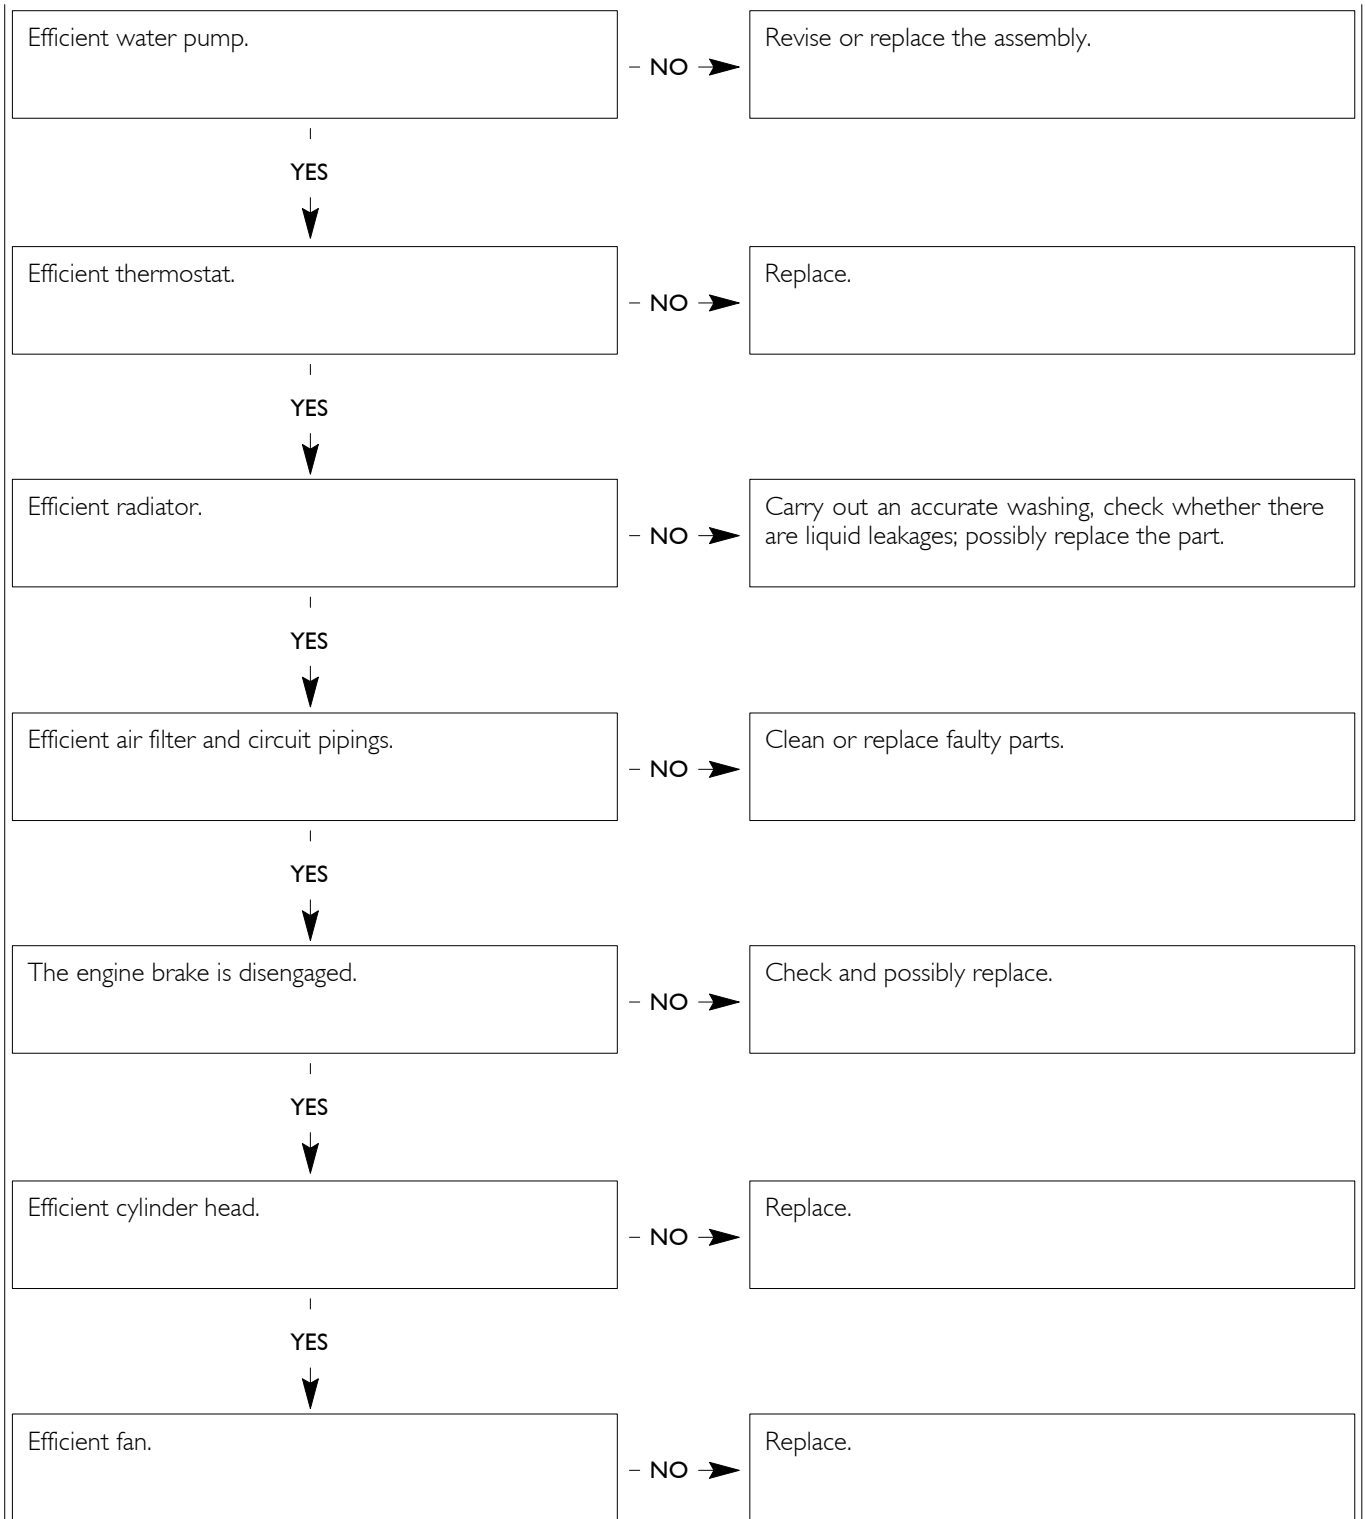 Efficient water pump.
NO
Revise or replace the assembly.
YES
Efficient thermostat.
NO
Replace.
YES
Efficient radiator.
NO
Carry out an accurate washing, check whether there
are liquid leakages; possibly replace the part.
YES
Efficient air filter and circuit pipings.
NO
Clean or replace faulty parts.
YES
The engine brake is disengaged.
NO
Check and possibly replace.
YES
Efficient cylinder head.
NO
Replace.
YES
Efficient fan.
NO
Replace.